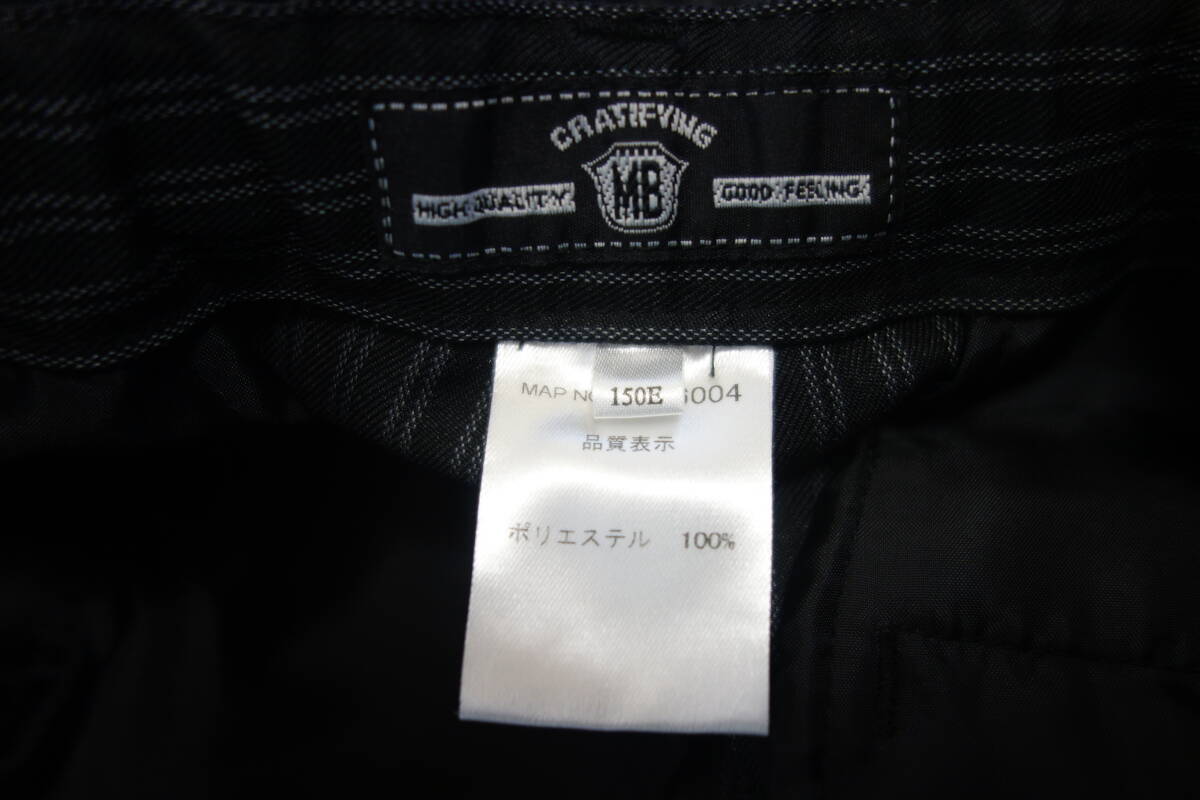 CRATIFYING
HIGH QUALITY
MB
GOOD FEELING
MAP NO
6004
150E
品質表示
ポリエステル 100%